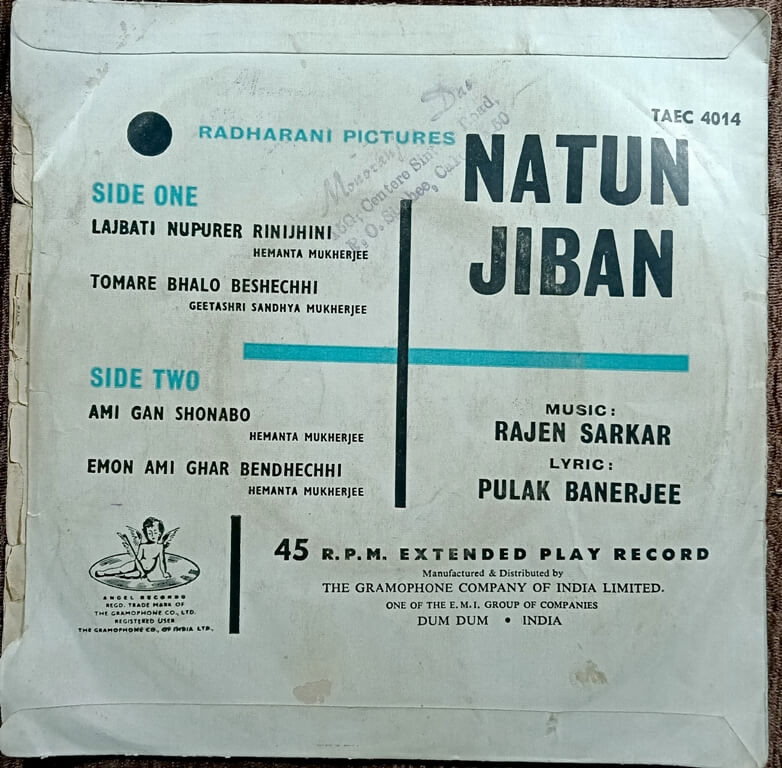 TAEC 4014
RADHARANI PICTURES
NATUN
JIBAN
SIDE ONE
LAJBATI NUPURER RINIJHINI
HEMANTA MUKHERJEE
TOMARE BHALO BESHECHHI
GEETASHRI SANDHYA MUKHERJEE
SIDE TWO
AMI GAN SHONABO
HEMANTA MUKHERJEE
EMON AMI GHAR BENDHECHHI
HEMANTA MUKHERJEE
MUSIC:
RAJEN SARKAR
LYRIC:
PULAK BANERJEE
Das
Road,
P. O.
50
45 R.P.M. EXTENDED PLAY RECORD
Manufactured & Distributed by
THE GRAMOPHONE COMPANY OF INDIA LIMITED.
ONE OF THE E.M.I. GROUP OF COMPANIES
DUM DUM • INDIA
ANGEL RECORDS
REGD. TRADE MARK OF
THE GRAMOPHONE CO., LTD.
REGISTERED USER
THE GRAMOPHONE CO., OF INDIA LTD.,